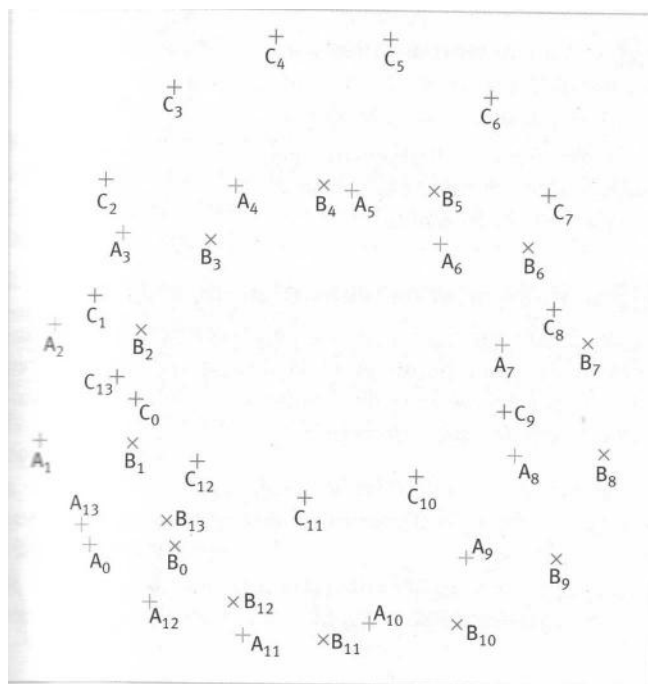 C₄
C₅
C₃
C₆
C₂
A₄
B₄
A₅
B₅
C₇
A₃
B₃
A₆
B₆
C₁
A₂
B₂
C₈
A₇
B₇
C₁₃
C₀
C₉
A₁
B₁
C₁₂
C₁₀
A₈
B₈
C₁₁
A₁₃
B₁₃
A₀
B₀
A₉
B₉
A₁₂
B₁₂
A₁₁
B₁₁
A₁₀
B₁₀